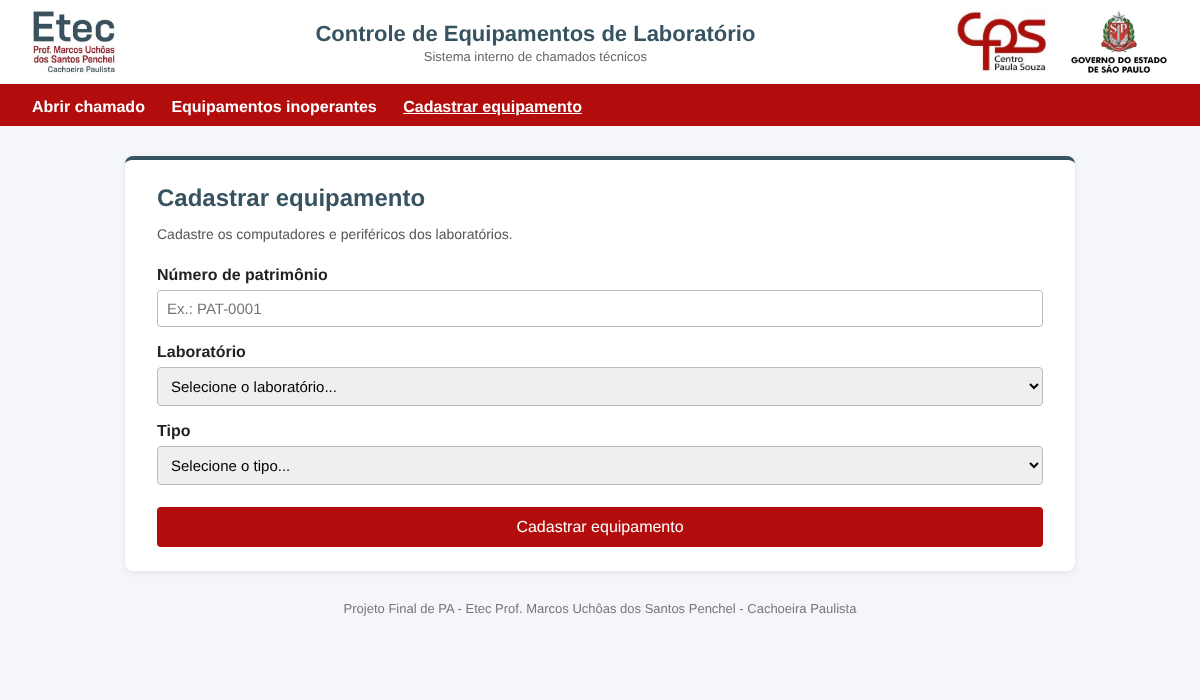 Etec
Prof. Marcos Uchôas
dos Santos Penchel
Cachoeira Paulista
Controle de Equipamentos de Laboratório
Sistema interno de chamados técnicos
CPS
Centro
Paula Souza
SP
GOVERNO DO ESTADO
DE SÃO PAULO
Abrir chamado Equipamentos inoperantes Cadastrar equipamento
Cadastrar equipamento
Cadastre os computadores e periféricos dos laboratórios.
Número de patrimônio
Ex.: PAT-0001
Laboratório
Selecione o laboratório...
Tipo
Selecione o tipo...
Cadastrar equipamento
Projeto Final de PA - Etec Prof. Marcos Uchôas dos Santos Penchel - Cachoeira Paulista